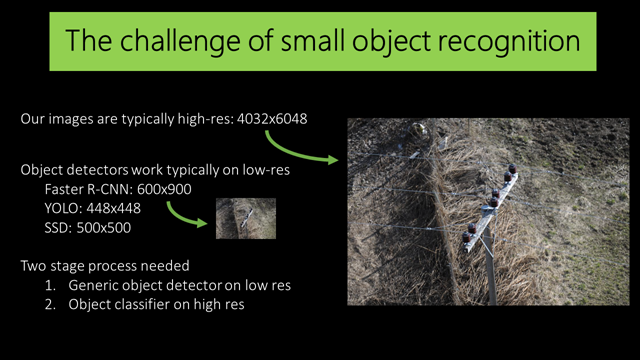 The challenge of small object recognition
Our images are typically high-res: 4032x6048
Object detectors work typically on low-res
Faster R-CNN: 600x900
YOLO: 448x448
SSD: 500x500
Two stage process needed
1. Generic object detector on low res
2. Object classifier on high res